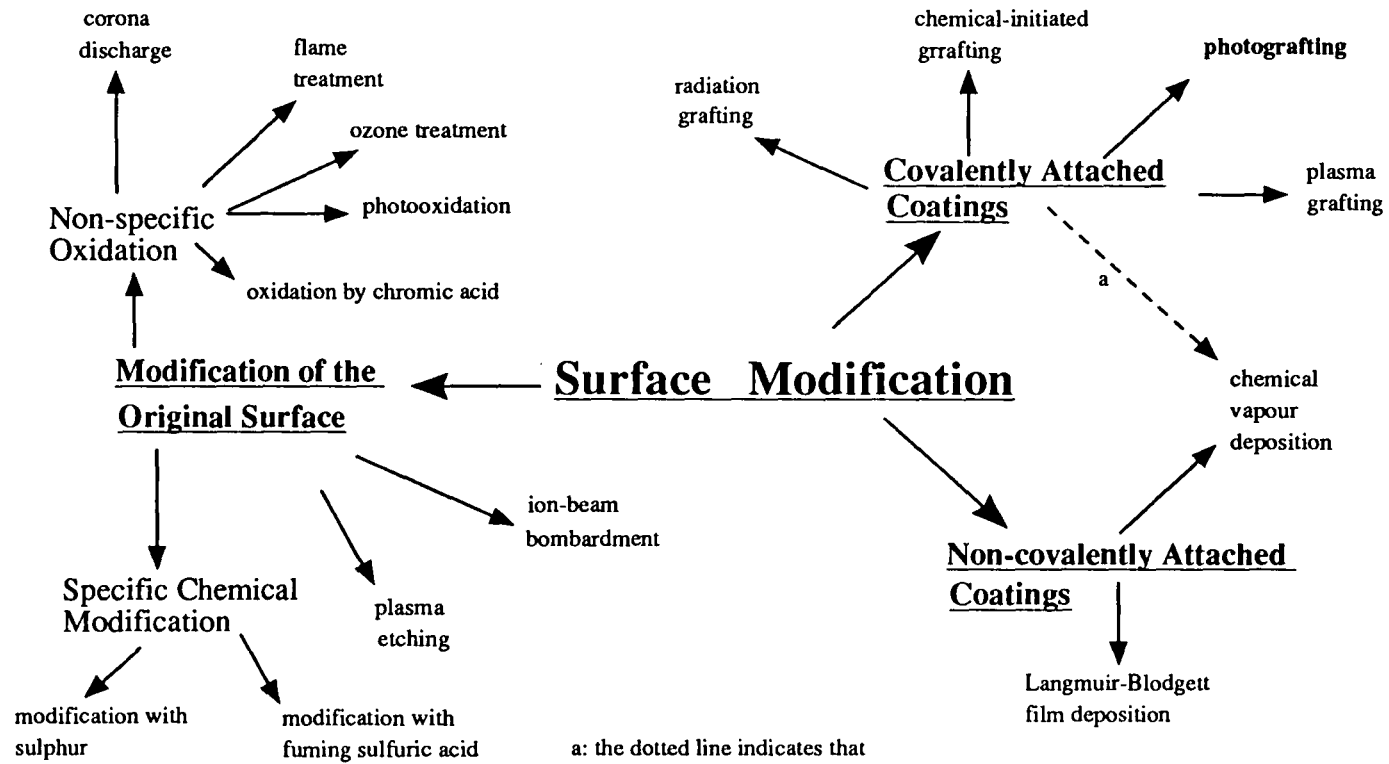 corona
discharge
flame
treatment
ozone treatment
photooxidation
Non-specific
Oxidation
oxidation by chromic acid
chemical-initiated
grrafting
photografting
radiation
grafting
Covalently Attached
Coatings
plasma
grafting
a
Modification of the
Original Surface
Surface Modification
chemical
vapour
deposition
ion-beam
bombardment
Non-covalently Attached
Coatings
Specific Chemical
Modification
plasma
etching
Langmuir-Blodgett
film deposition
modification with
sulphur
modification with
fuming sulfuric acid
a: the dotted line indicates that